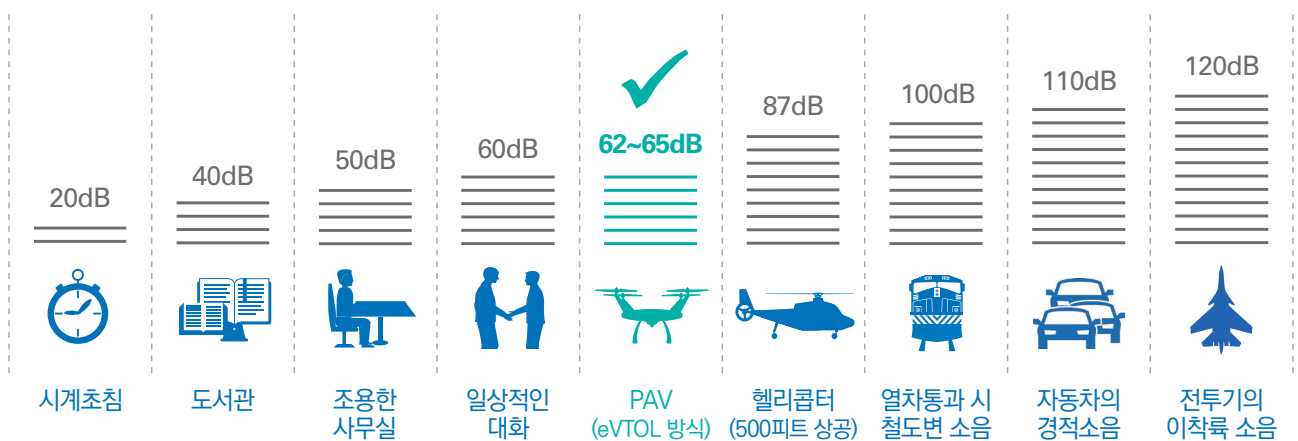 20dB
시계초침
40dB
도서관
50dB
조용한
사무실
60dB
일상적인
대화
62~65dB
PAV
(eVTOL 방식)
87dB
헬리콥터
(500피트 상공)
100dB
열차통과 시
철도변 소음
110dB
자동차의
경적소음
120dB
전투기의
이착륙 소음